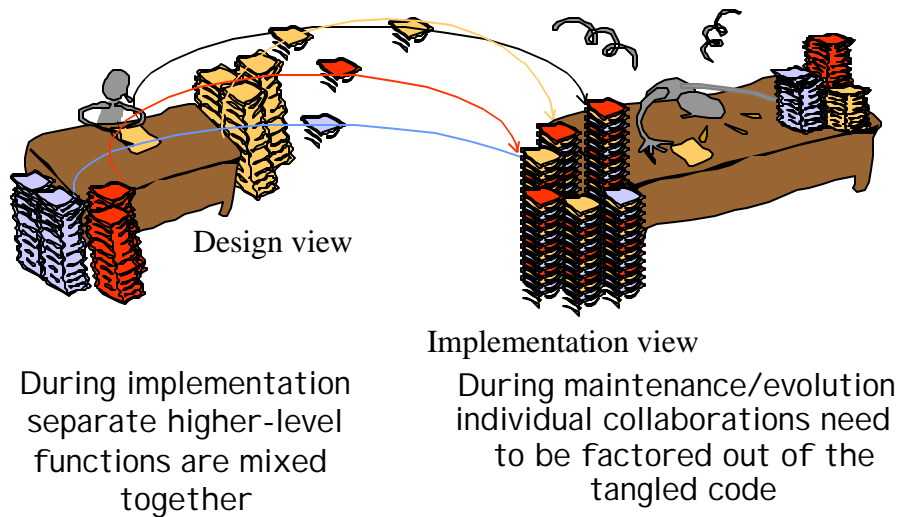 Design view
Implementation view
During implementation
separate higher-level
functions are mixed
together
During maintenance/evolution
individual collaborations need
to be factored out of the
tangled code